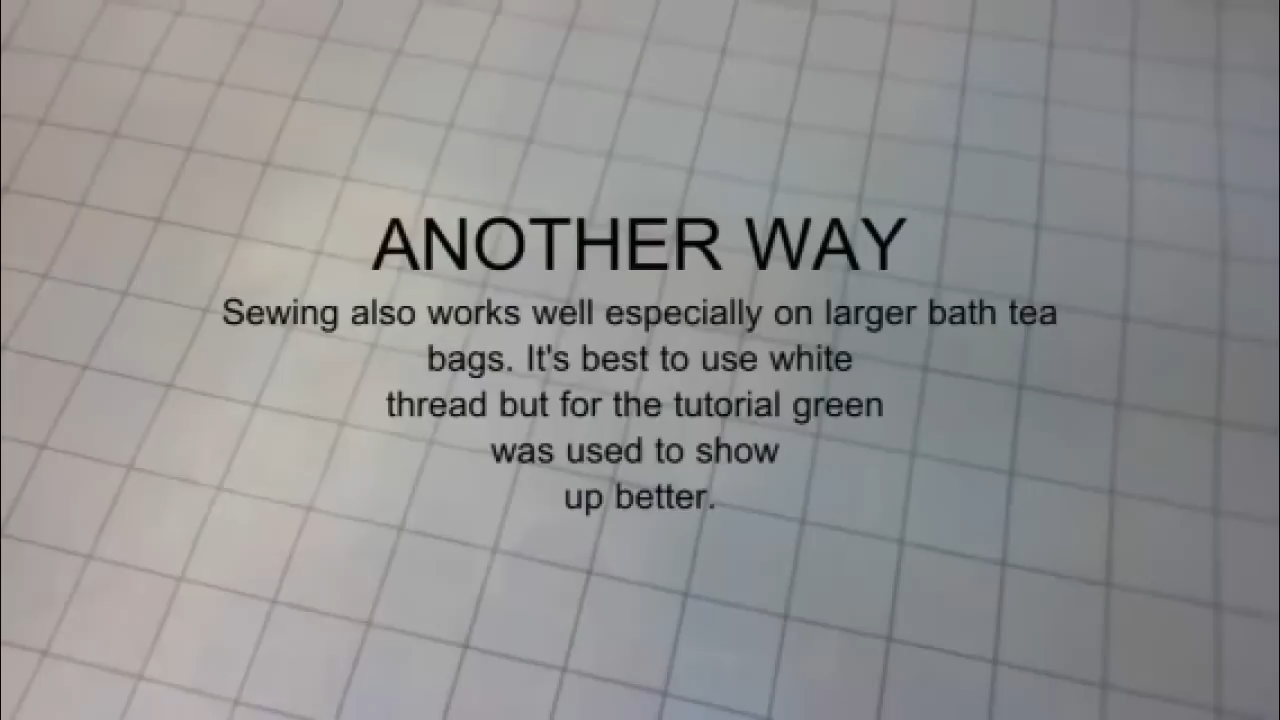 ANOTHER WAY
Sewing also works well especially on larger bath tea
bags. It's best to use white
thread but for the tutorial green
was used to show
up better.